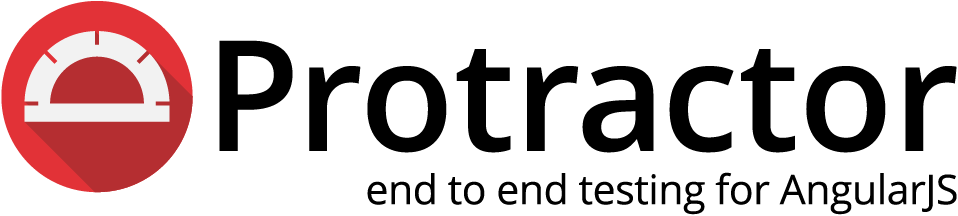 Protractor
end to end testing for AngularJS